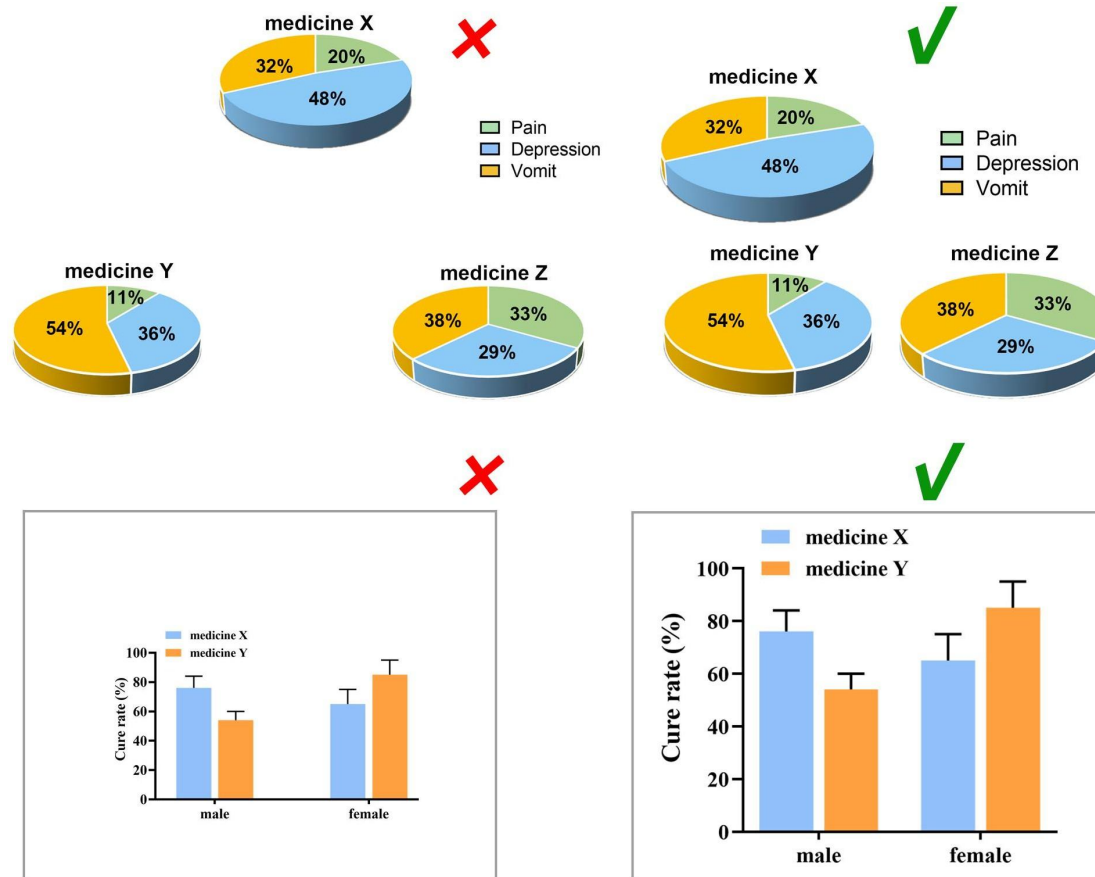 medicine X
32%
20%
48%
Pain
Depression
Vomit
medicine Y
11%
54%
36%
medicine Z
38%
33%
29%
medicine X
32%
20%
48%
Pain
Depression
Vomit
medicine Y
11%
54%
36%
medicine Z
38%
33%
29%
medicine X
medicine Y
Cure rate (%)
100
80
60
40
20
0
male
female
medicine X
medicine Y
Cure rate (%)
100
80
60
40
20
0
male
female